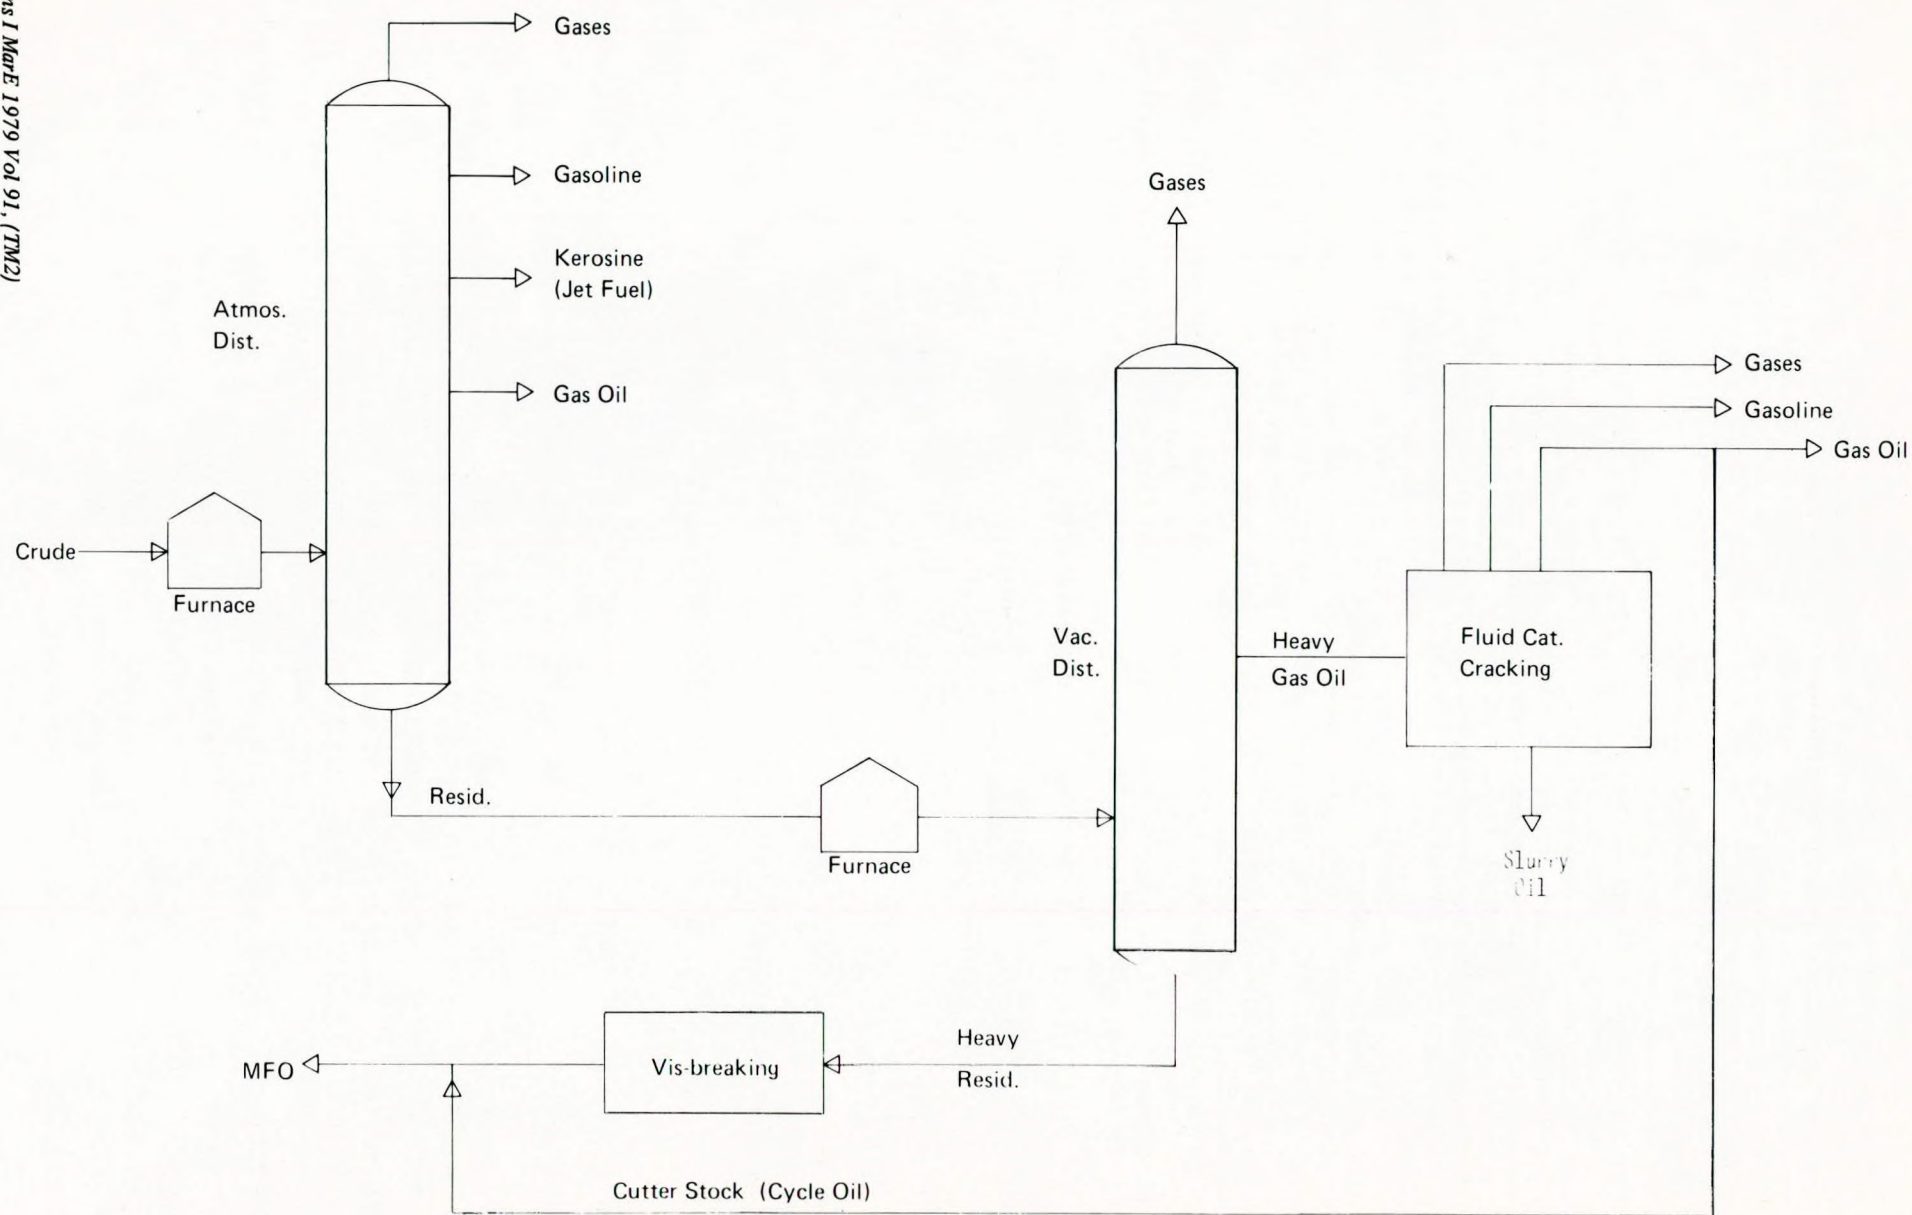 ns I MarE 1979 Vol 91, (TM2)
Gases
Gasoline
Kerosine
(Jet Fuel)
Atmos.
Dist.
Gas Oil
Crude
Furnace
Resid.
Furnace
Gases
Vac.
Dist.
Heavy
Gas Oil
Fluid Cat.
Cracking
Gases
Gasoline
Gas Oil
Slurry
Oil
Heavy
Resid.
Vis-breaking
MFO
Cutter Stock (Cycle Oil)